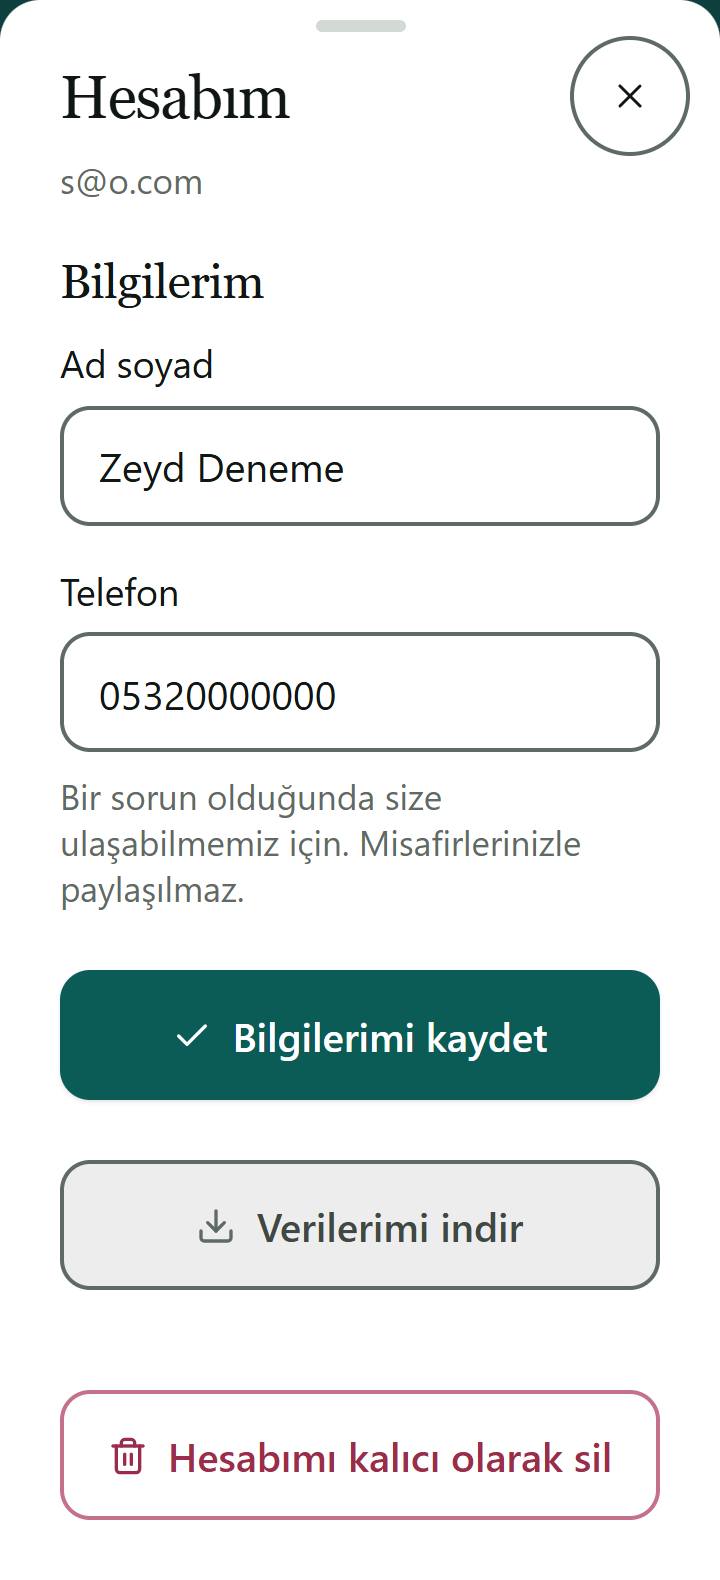 Hesabım
s@o.com
Bilgilerim
Ad soyad
Zeyd Deneme
Telefon
05320000000
Bir sorun olduğunda size
ulaşabilmemiz için. Misafirlerinizle
paylaşılmaz.
Bilgilerimi kaydet
Verilerimi indir
Hesabımı kalıcı olarak sil